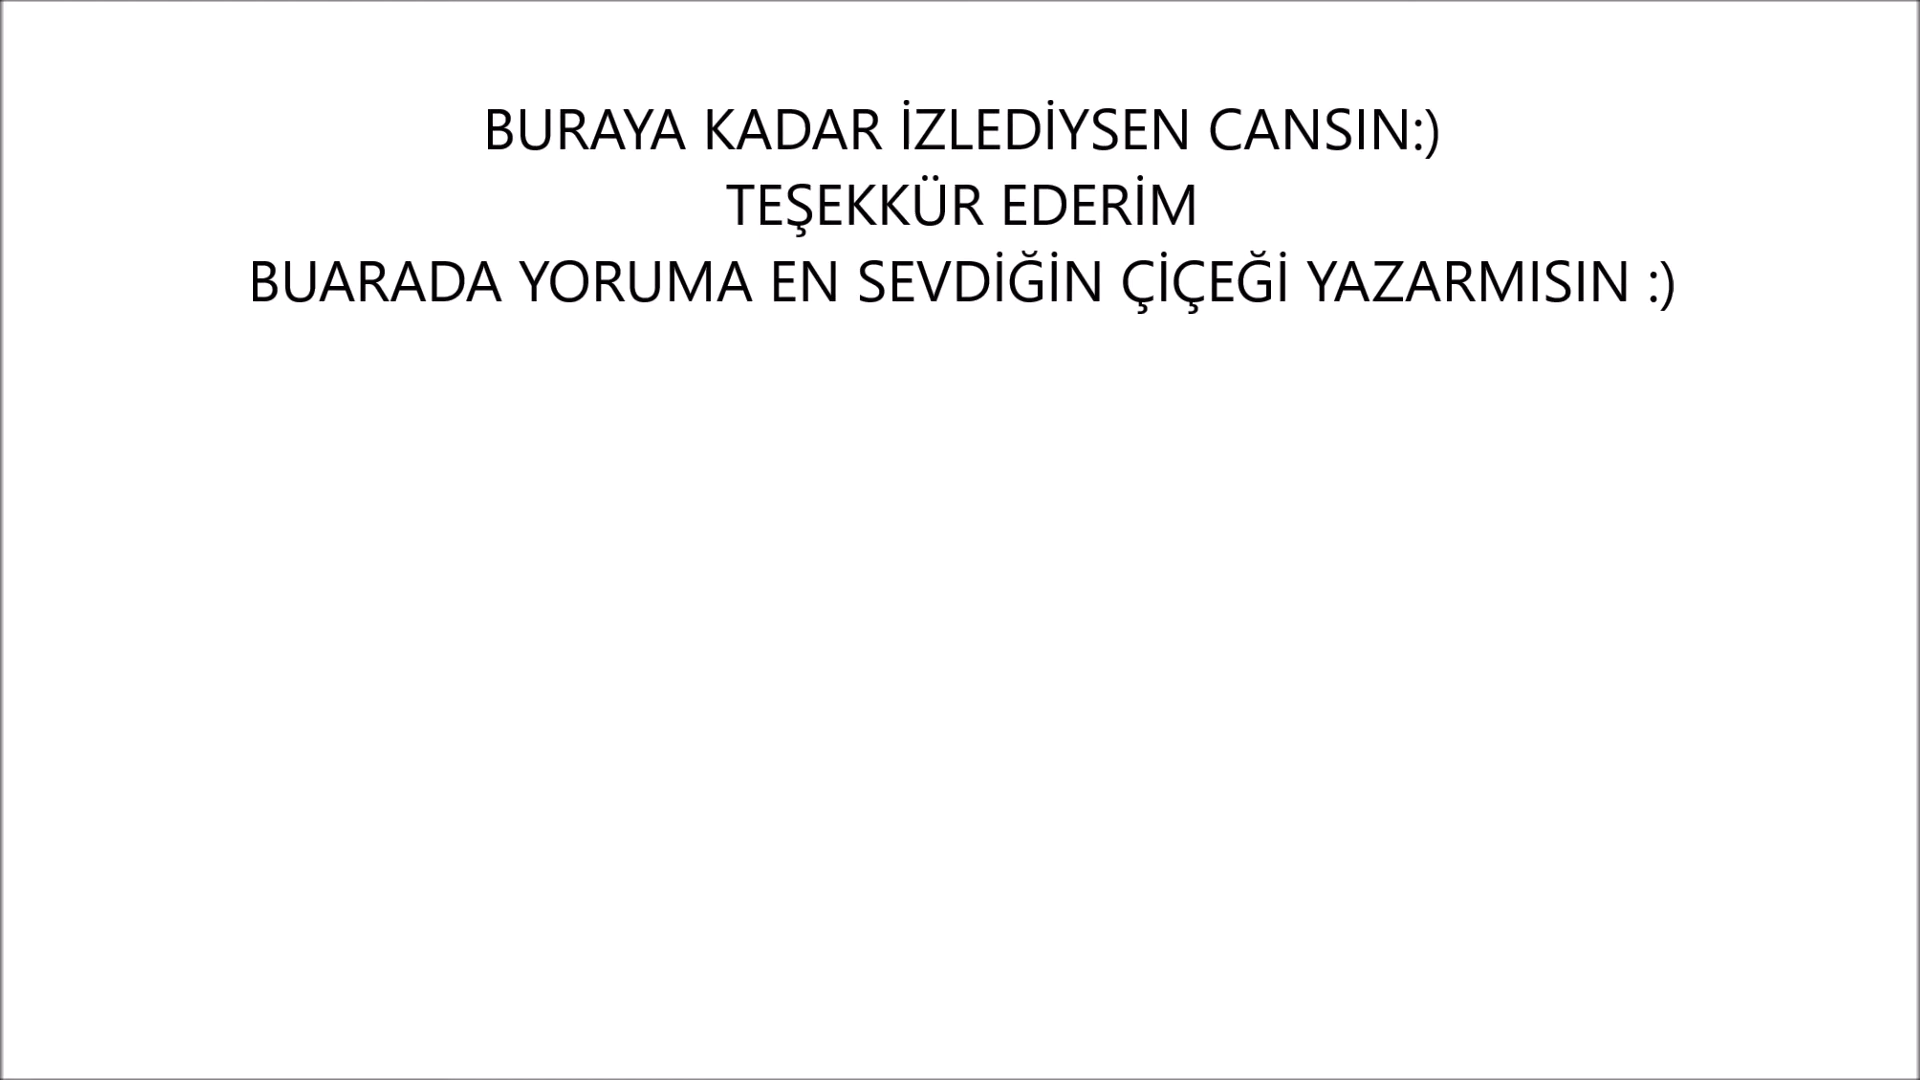 BURAYA KADAR İZLEDİYSEN CANSIN:)
TEŞEKKÜR EDERİM
BUARADA YORUMA EN SEVDİĞİN ÇİÇEĞİ YAZARMISIN :)